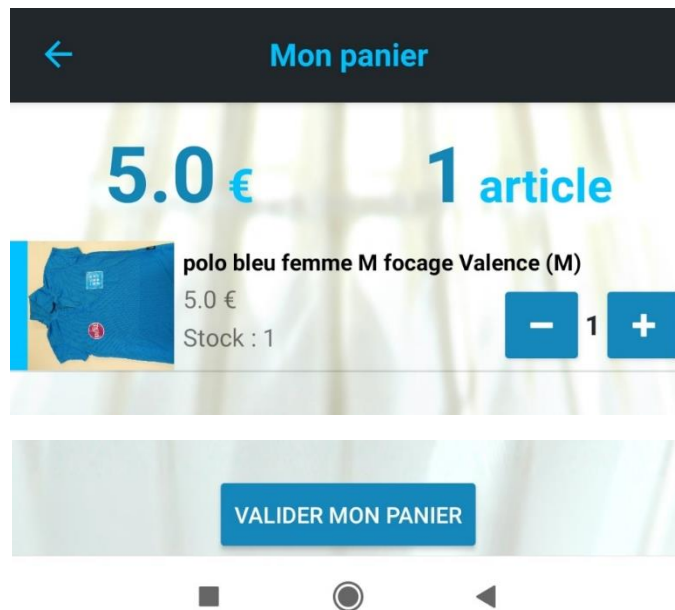 Mon panier
5.0 € 1 article
polo bleu femme M focage Valence (M)
5.0 €
Stock : 1
− 1 +
VALIDER MON PANIER